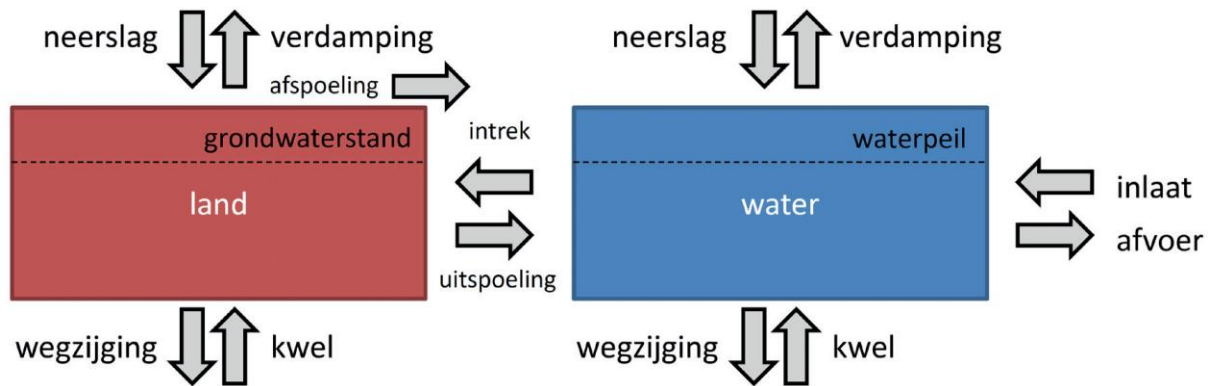 neerslag
verdamping
afspoeling
grondwaterstand
land
wegzijging
kwel
intrek
uitspoeling
neerslag
verdamping
waterpeil
water
inlaat
afvoer
wegzijging
kwel